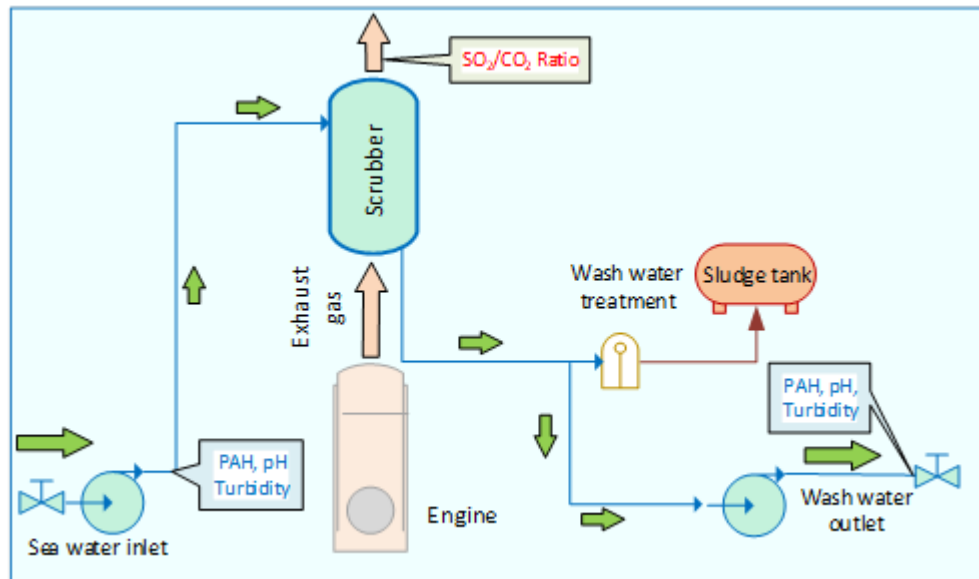 SO₂/CO₂ Ratio
Scrubber
Exhaust
gas
Wash water
treatment
Sludge tank
PAH, pH,
Turbidity
PAH, pH
Turbidity
Engine
Wash water
outlet
Sea water inlet